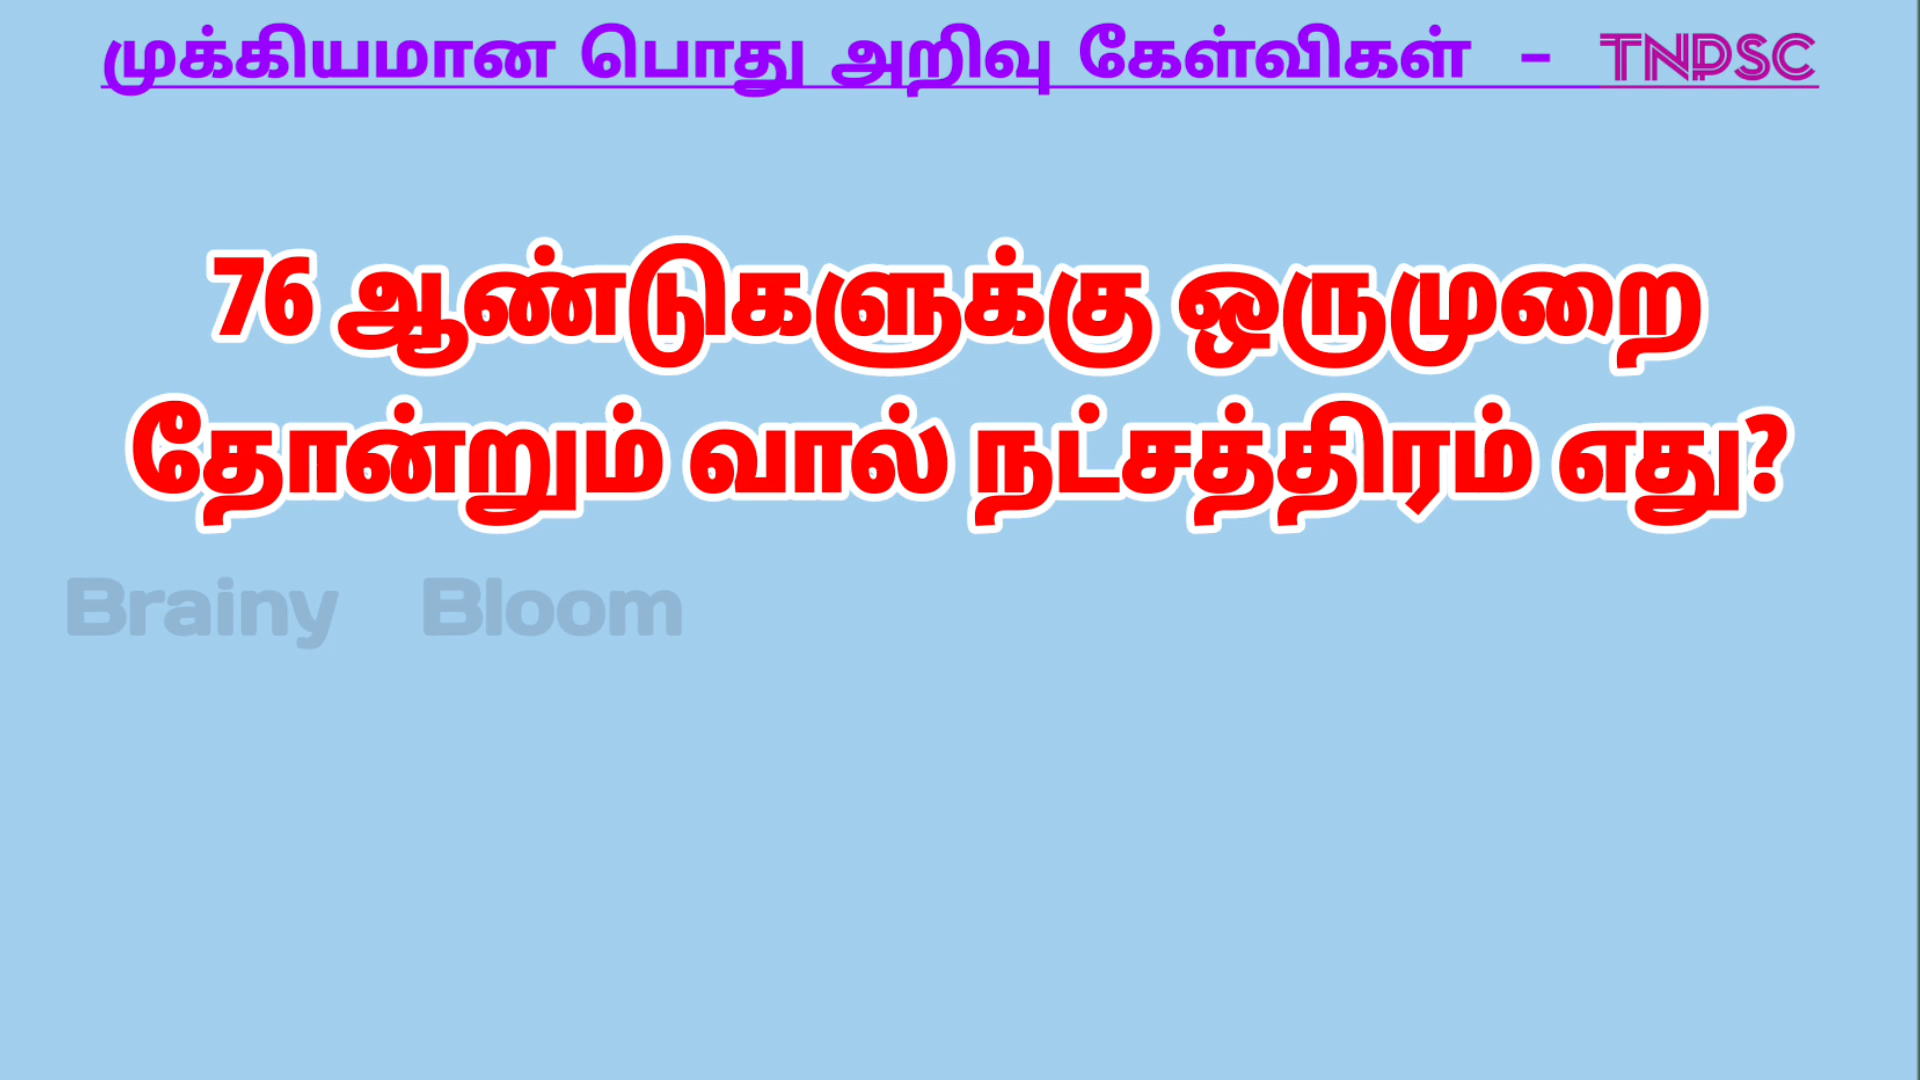 முக்கியமான பொது அறிவு கேள்விகள் - TNPSC
76 ஆண்டுகளுக்கு ஒருமுறை
தோன்றும் வால் நட்சத்திரம் எது?
Brainy Bloom